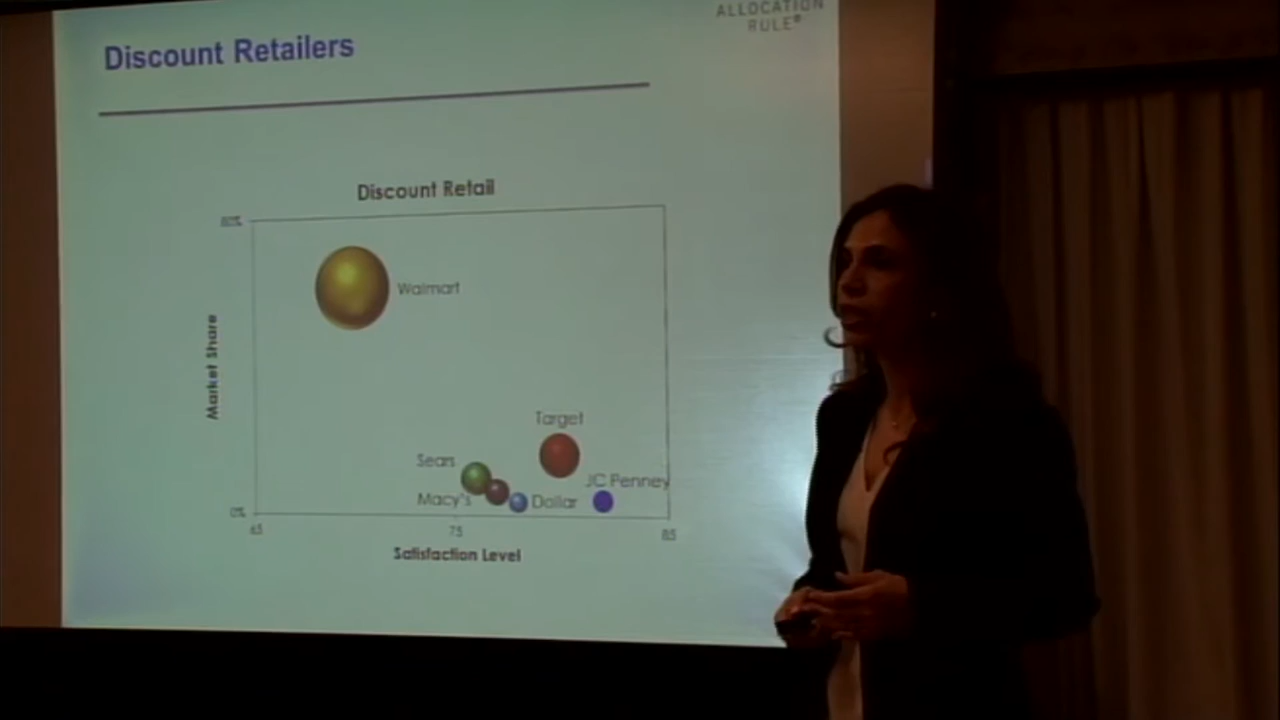 ALLOCATION
RULE®
Discount Retailers
Discount Retail
80%
Walmart
Market Share
Target
Sears
JC Penney
Macy's
Dollar
0%
65
75
85
Satisfaction Level